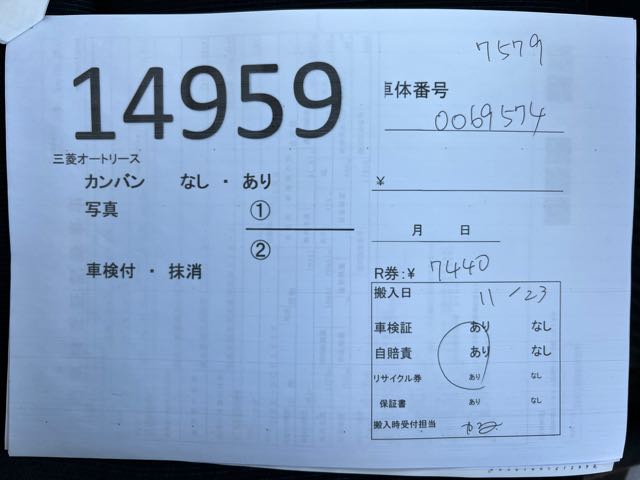 7579
14959
車体番号
0069574
三菱オートリース
カンバン なし ・ あり
¥
写真 ①
②
月 日
車検付 ・ 抹消
R券:¥ 7440
搬入日 11/23
車検証 あり なし
自賠責 あり なし
リサイクル券 あり なし
保証書 あり なし
搬入時受付担当